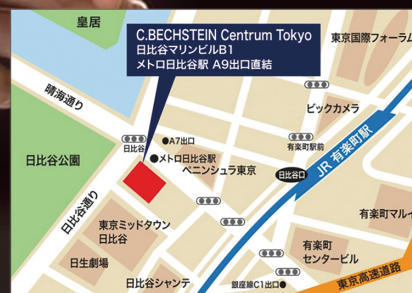 皇居
C.BECHSTEIN Centrum Tokyo
日比谷マリンビルB1
メトロ日比谷駅 A9出口直結
東京国際フォーラム
晴海通り
ビックカメラ
日比谷
A7出口
有楽町駅前
メトロ日比谷駅
日比谷公園
ペニンシュラ東京
日比谷口
JR 有楽町駅
日比谷通り
東京ミッドタウン
日比谷
有楽町マルイ
有楽町
センタービル
日生劇場
日比谷シャンテ
銀座線C1出口
東京高速道路